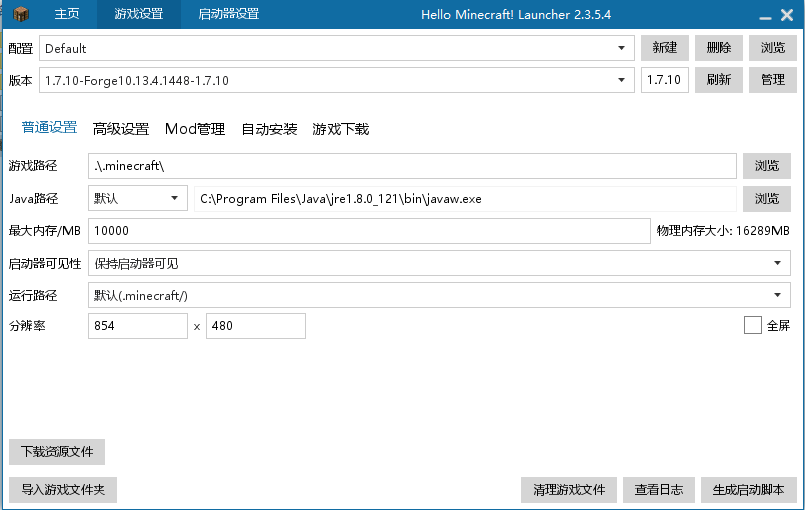 主页 游戏设置 启动器设置 Hello Minecraft! Launcher 2.3.5.4
配置 Default 新建 删除 浏览
版本 1.7.10-Forge10.13.4.1448-1.7.10 1.7.10 刷新 管理
普通设置 高级设置 Mod管理 自动安装 游戏下载
游戏路径 .\.minecraft\ 浏览
Java路径 默认 C:\Program Files\Java\jre1.8.0_121\bin\javaw.exe 浏览
最大内存/MB 10000 物理内存大小: 16289MB
启动器可见性 保持启动器可见
运行路径 默认(.minecraft/)
分辨率 854 x 480 全屏
下载资源文件
导入游戏文件夹 清理游戏文件 查看日志 生成启动脚本